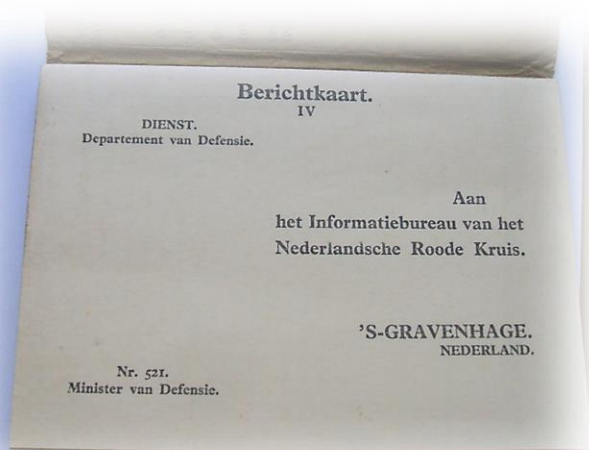 Berichtkaart.
IV
DIENST.
Departement van Defensie.
Aan
het Informatiebureau van het
Nederlandsche Roode Kruis.
'S-GRAVENHAGE.
NEDERLAND.
Nr. 521.
Minister van Defensie.